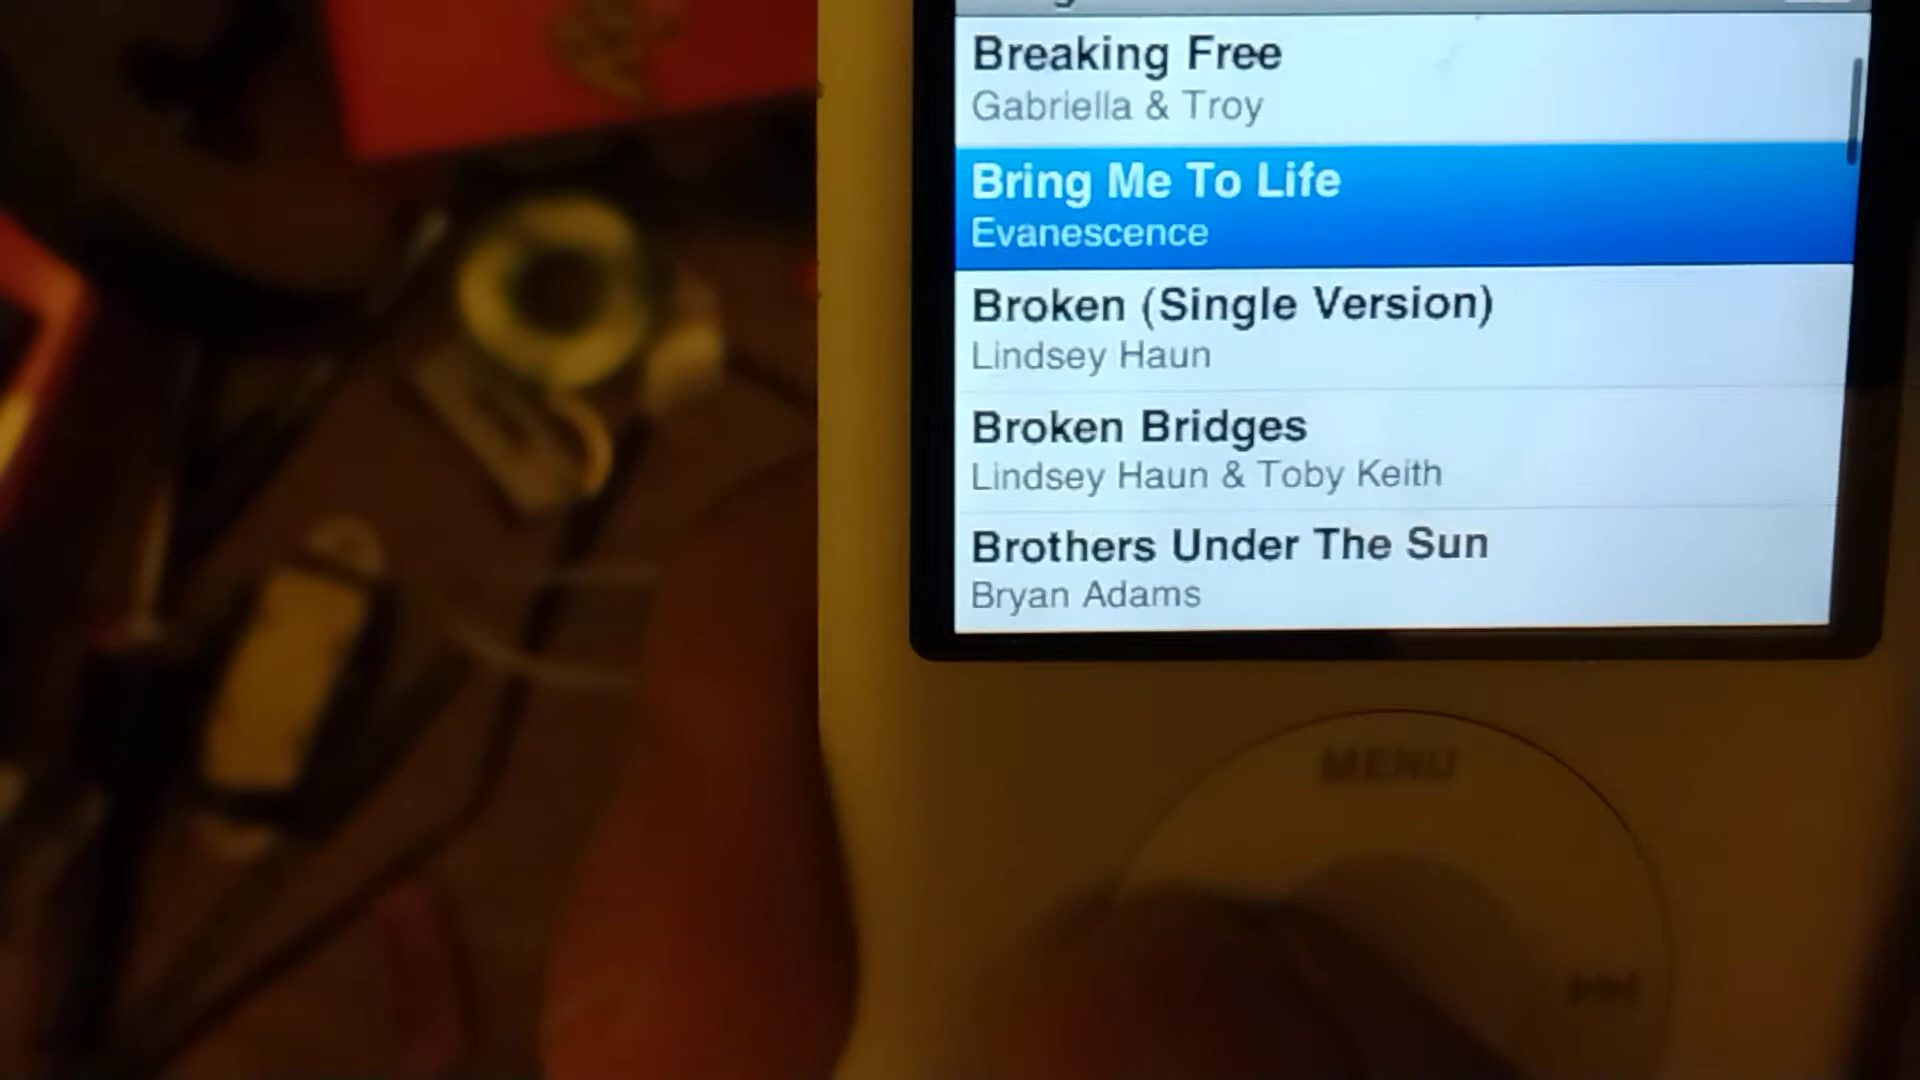 Breaking Free
Gabriella & Troy
Bring Me To Life
Evanescence
Broken (Single Version)
Lindsey Haun
Broken Bridges
Lindsey Haun & Toby Keith
Brothers Under The Sun
Bryan Adams
MENU